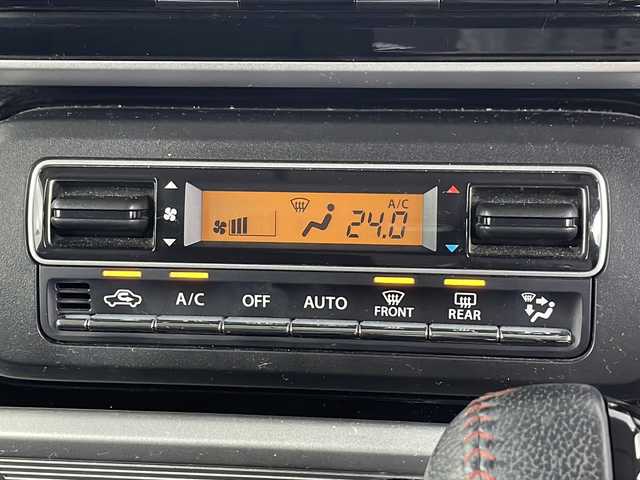 A/C
24.0
A/C OFF AUTO FRONT REAR